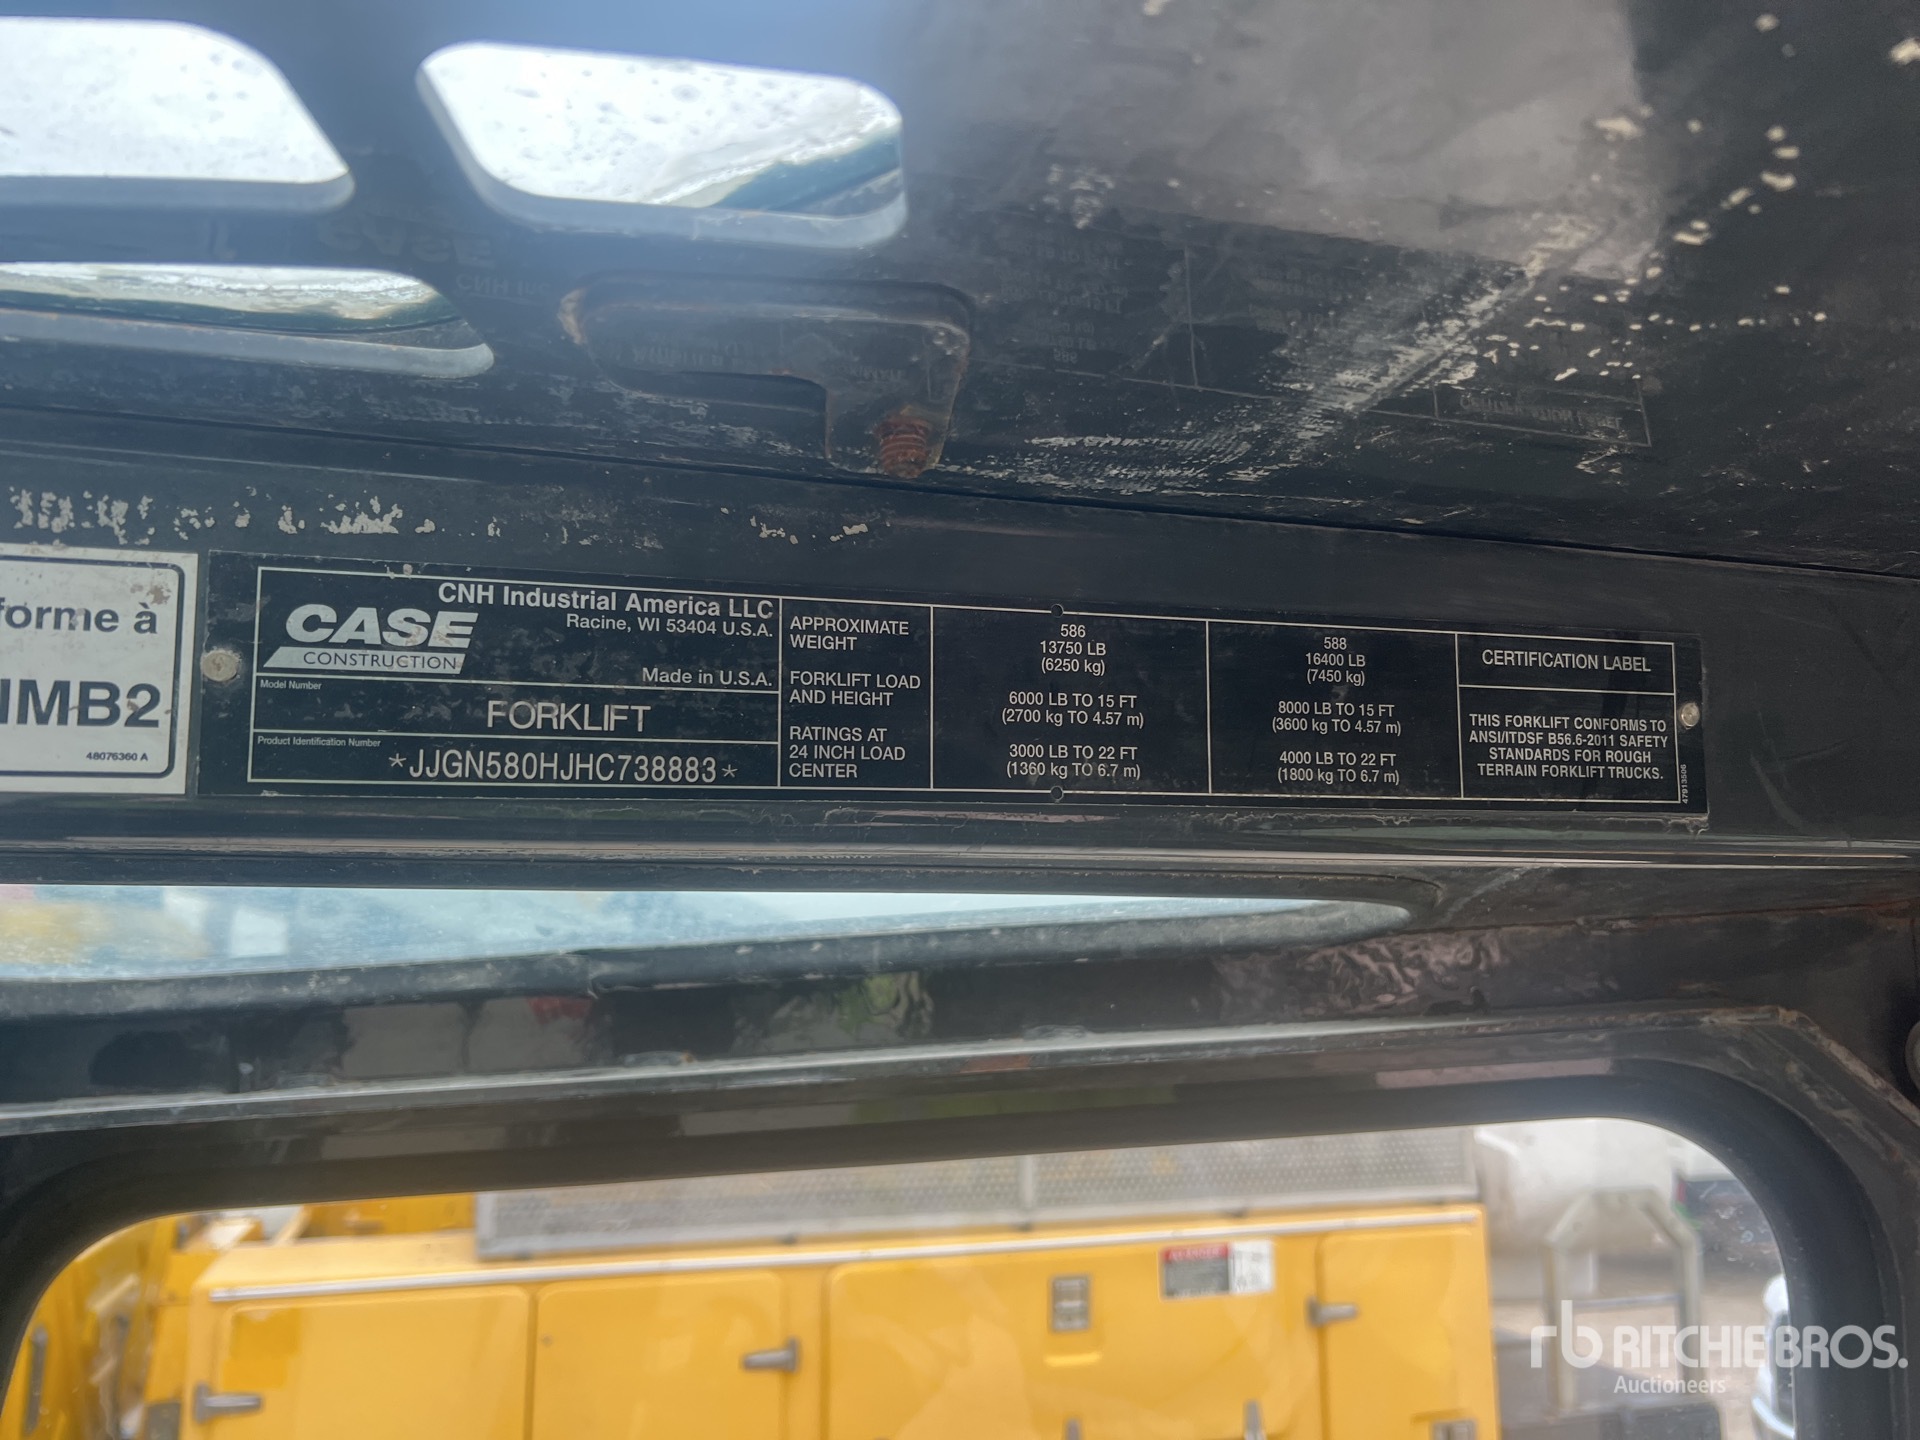 forme à
NMB2
48076360 A
CASE
CONSTRUCTION
CNH Industrial America LLC
Racine, WI 53404 U.S.A.
Made in U.S.A.
Model Number
FORKLIFT
Product Identification Number
*JJGN580HJHC738883*
APPROXIMATE
WEIGHT
FORKLIFT LOAD
AND HEIGHT
RATINGS AT
24 INCH LOAD
CENTER
586
13750 LB
(6250 kg)
6000 LB TO 15 FT
(2700 kg TO 4.57 m)
3000 LB TO 22 FT
(1360 kg TO 6.7 m)
588
16400 LB
(7450 kg)
8000 LB TO 15 FT
(3600 kg TO 4.57 m)
4000 LB TO 22 FT
(1800 kg TO 6.7 m)
CERTIFICATION LABEL
THIS FORKLIFT CONFORMS TO
ANSI/ITDSF B56.6-2011 SAFETY
STANDARDS FOR ROUGH
TERRAIN FORKLIFT TRUCKS.
47913506
rb RITCHIE BROS.
Auctioneers